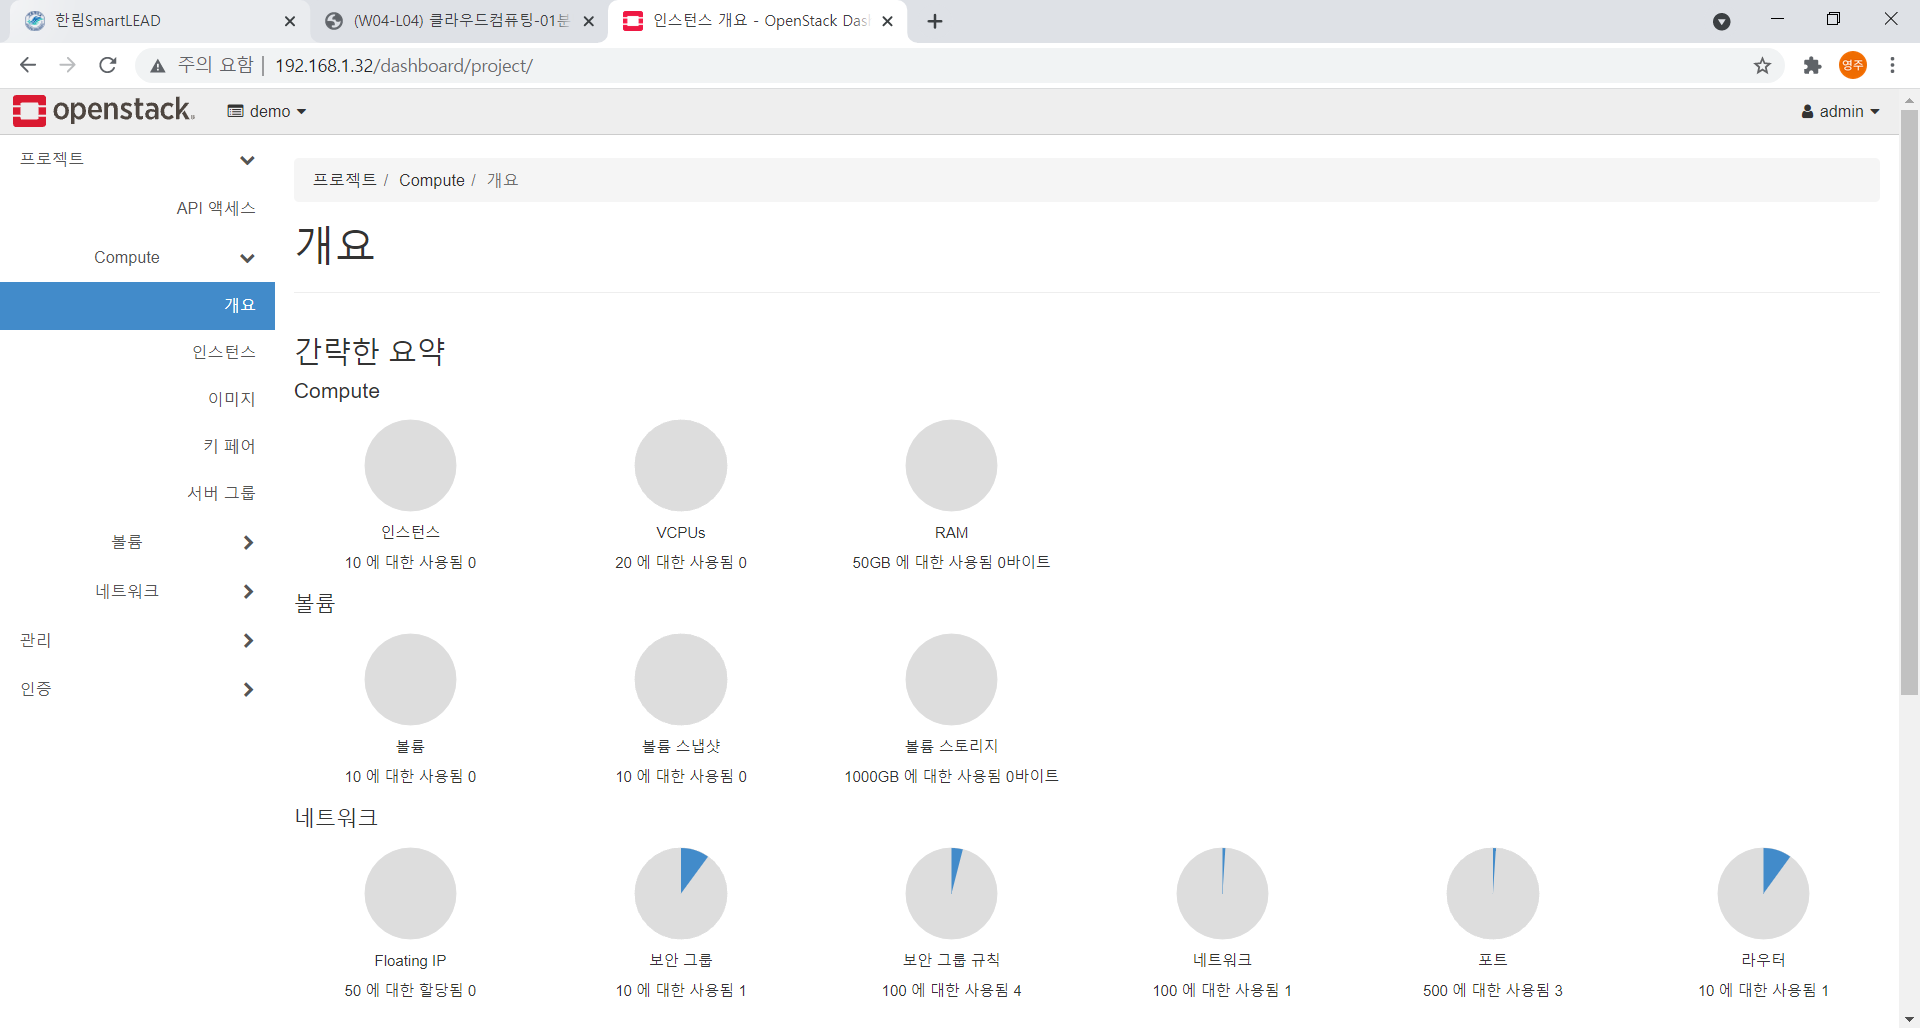 한림SmartLEAD
(W04-L04) 클라우드컴퓨팅-01분
인스턴스 개요 - OpenStack Das
주의 요함 | 192.168.1.32/dashboard/project/
영주
openstack.
demo
admin
프로젝트
API 액세스
Compute
개요
인스턴스
이미지
키 페어
서버 그룹
볼륨
네트워크
관리
인증
프로젝트 / Compute / 개요
개요
간략한 요약
Compute
인스턴스
10 에 대한 사용됨 0
VCPUs
20 에 대한 사용됨 0
RAM
50GB 에 대한 사용됨 0바이트
볼륨
볼륨
10 에 대한 사용됨 0
볼륨 스냅샷
10 에 대한 사용됨 0
볼륨 스토리지
1000GB 에 대한 사용됨 0바이트
네트워크
Floating IP
50 에 대한 할당됨 0
보안 그룹
10 에 대한 사용됨 1
보안 그룹 규칙
100 에 대한 사용됨 4
네트워크
100 에 대한 사용됨 1
포트
500 에 대한 사용됨 3
라우터
10 에 대한 사용됨 1